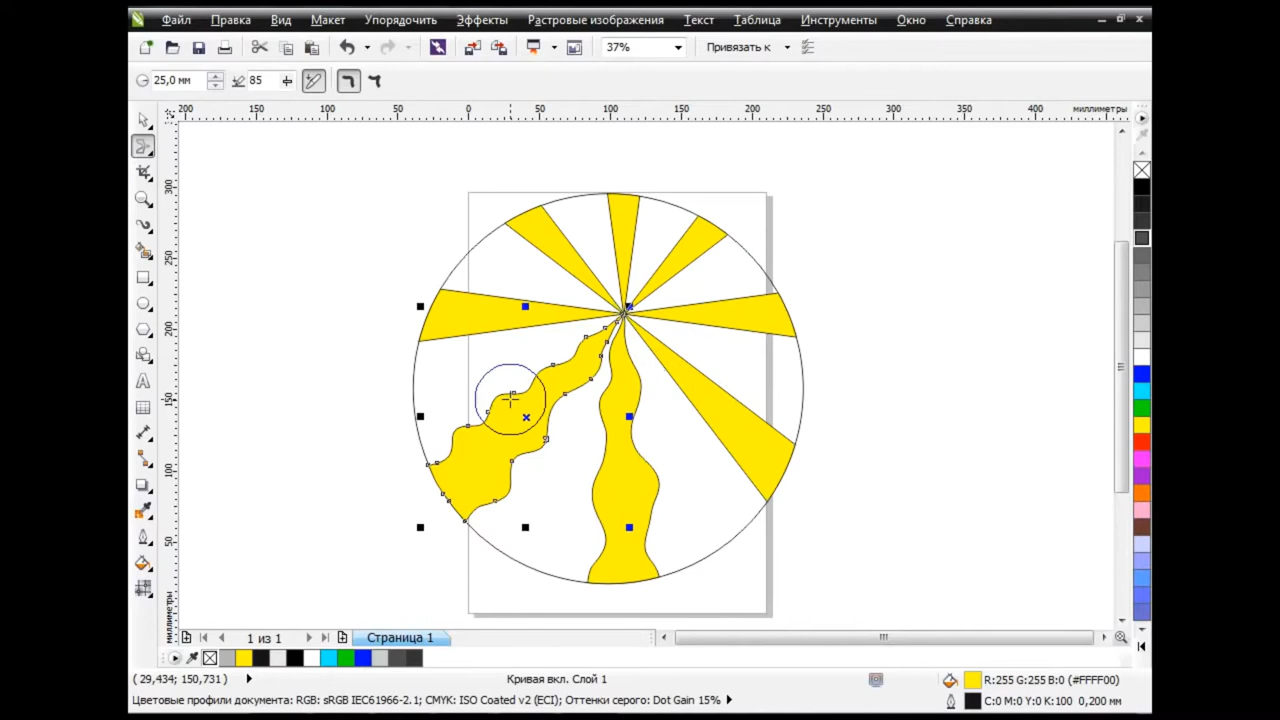 Файл Правка Вид Макет Упорядочить Эффекты Растровые изображения Текст Таблица Инструменты Окно Справка
37% Привязать к
25,0 мм 85
200 150 100 50 0 50 100 150 200 250 300 350 400 миллиметры
300
250
200
150
100
50
миллиметры
1 из 1 Страница 1
( 29,434; 150,731 ) Кривая вкл. Слой 1 R:255 G:255 B:0 (#FFFF00)
Цветовые профили документа: RGB: sRGB IEC61966-2.1; CMYK: ISO Coated v2 (ECI); Оттенки серого: Dot Gain 15% C:0 M:0 Y:0 K:100 0,200 мм